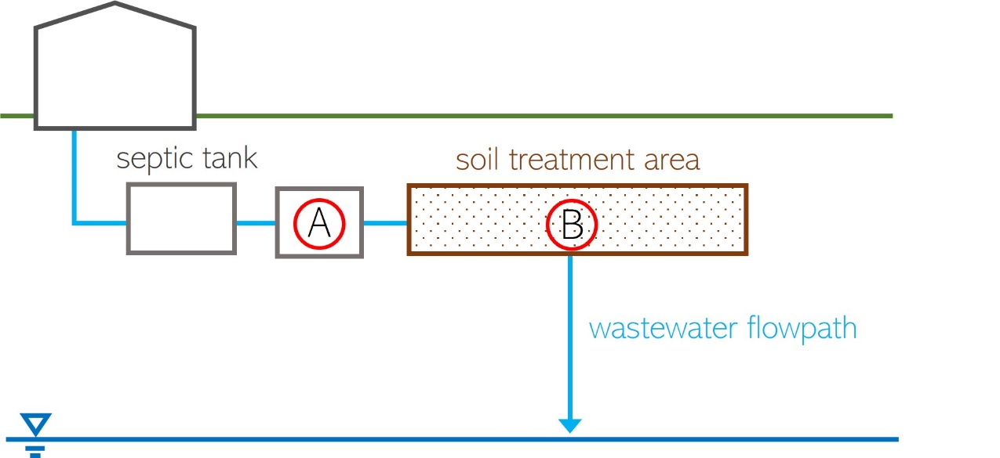 septic tank
soil treatment area
A
B
wastewater flowpath